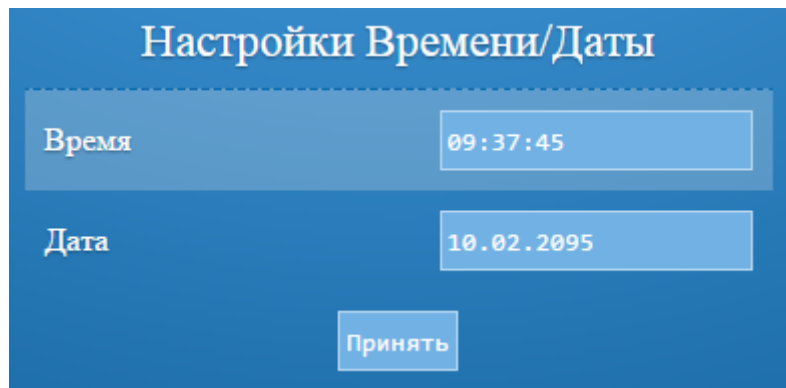 Настройки Времени/Даты
Время 09:37:45
Дата 10.02.2095
Принять